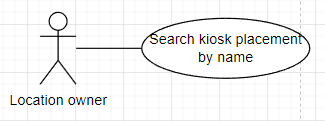 Search kiosk placement
by name
Location owner